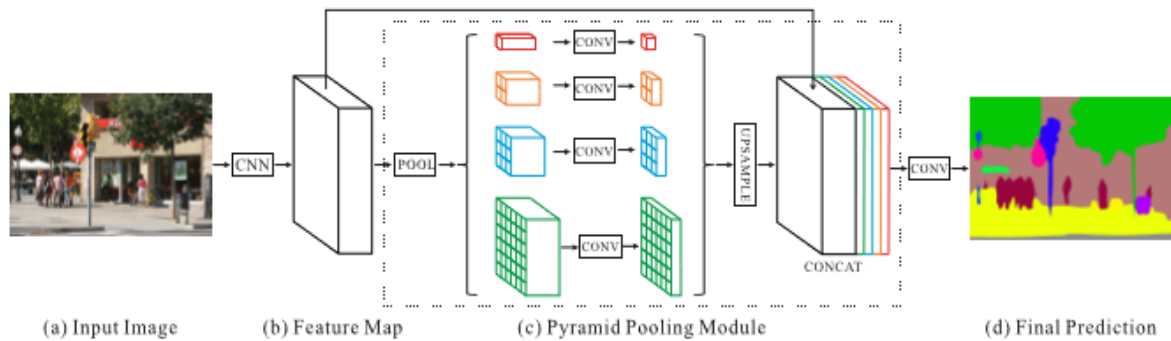 CNN
POOL
CONV
CONV
CONV
CONV
UPSAMPLE
CONCAT
CONV
(a) Input Image
(b) Feature Map
(c) Pyramid Pooling Module
(d) Final Prediction